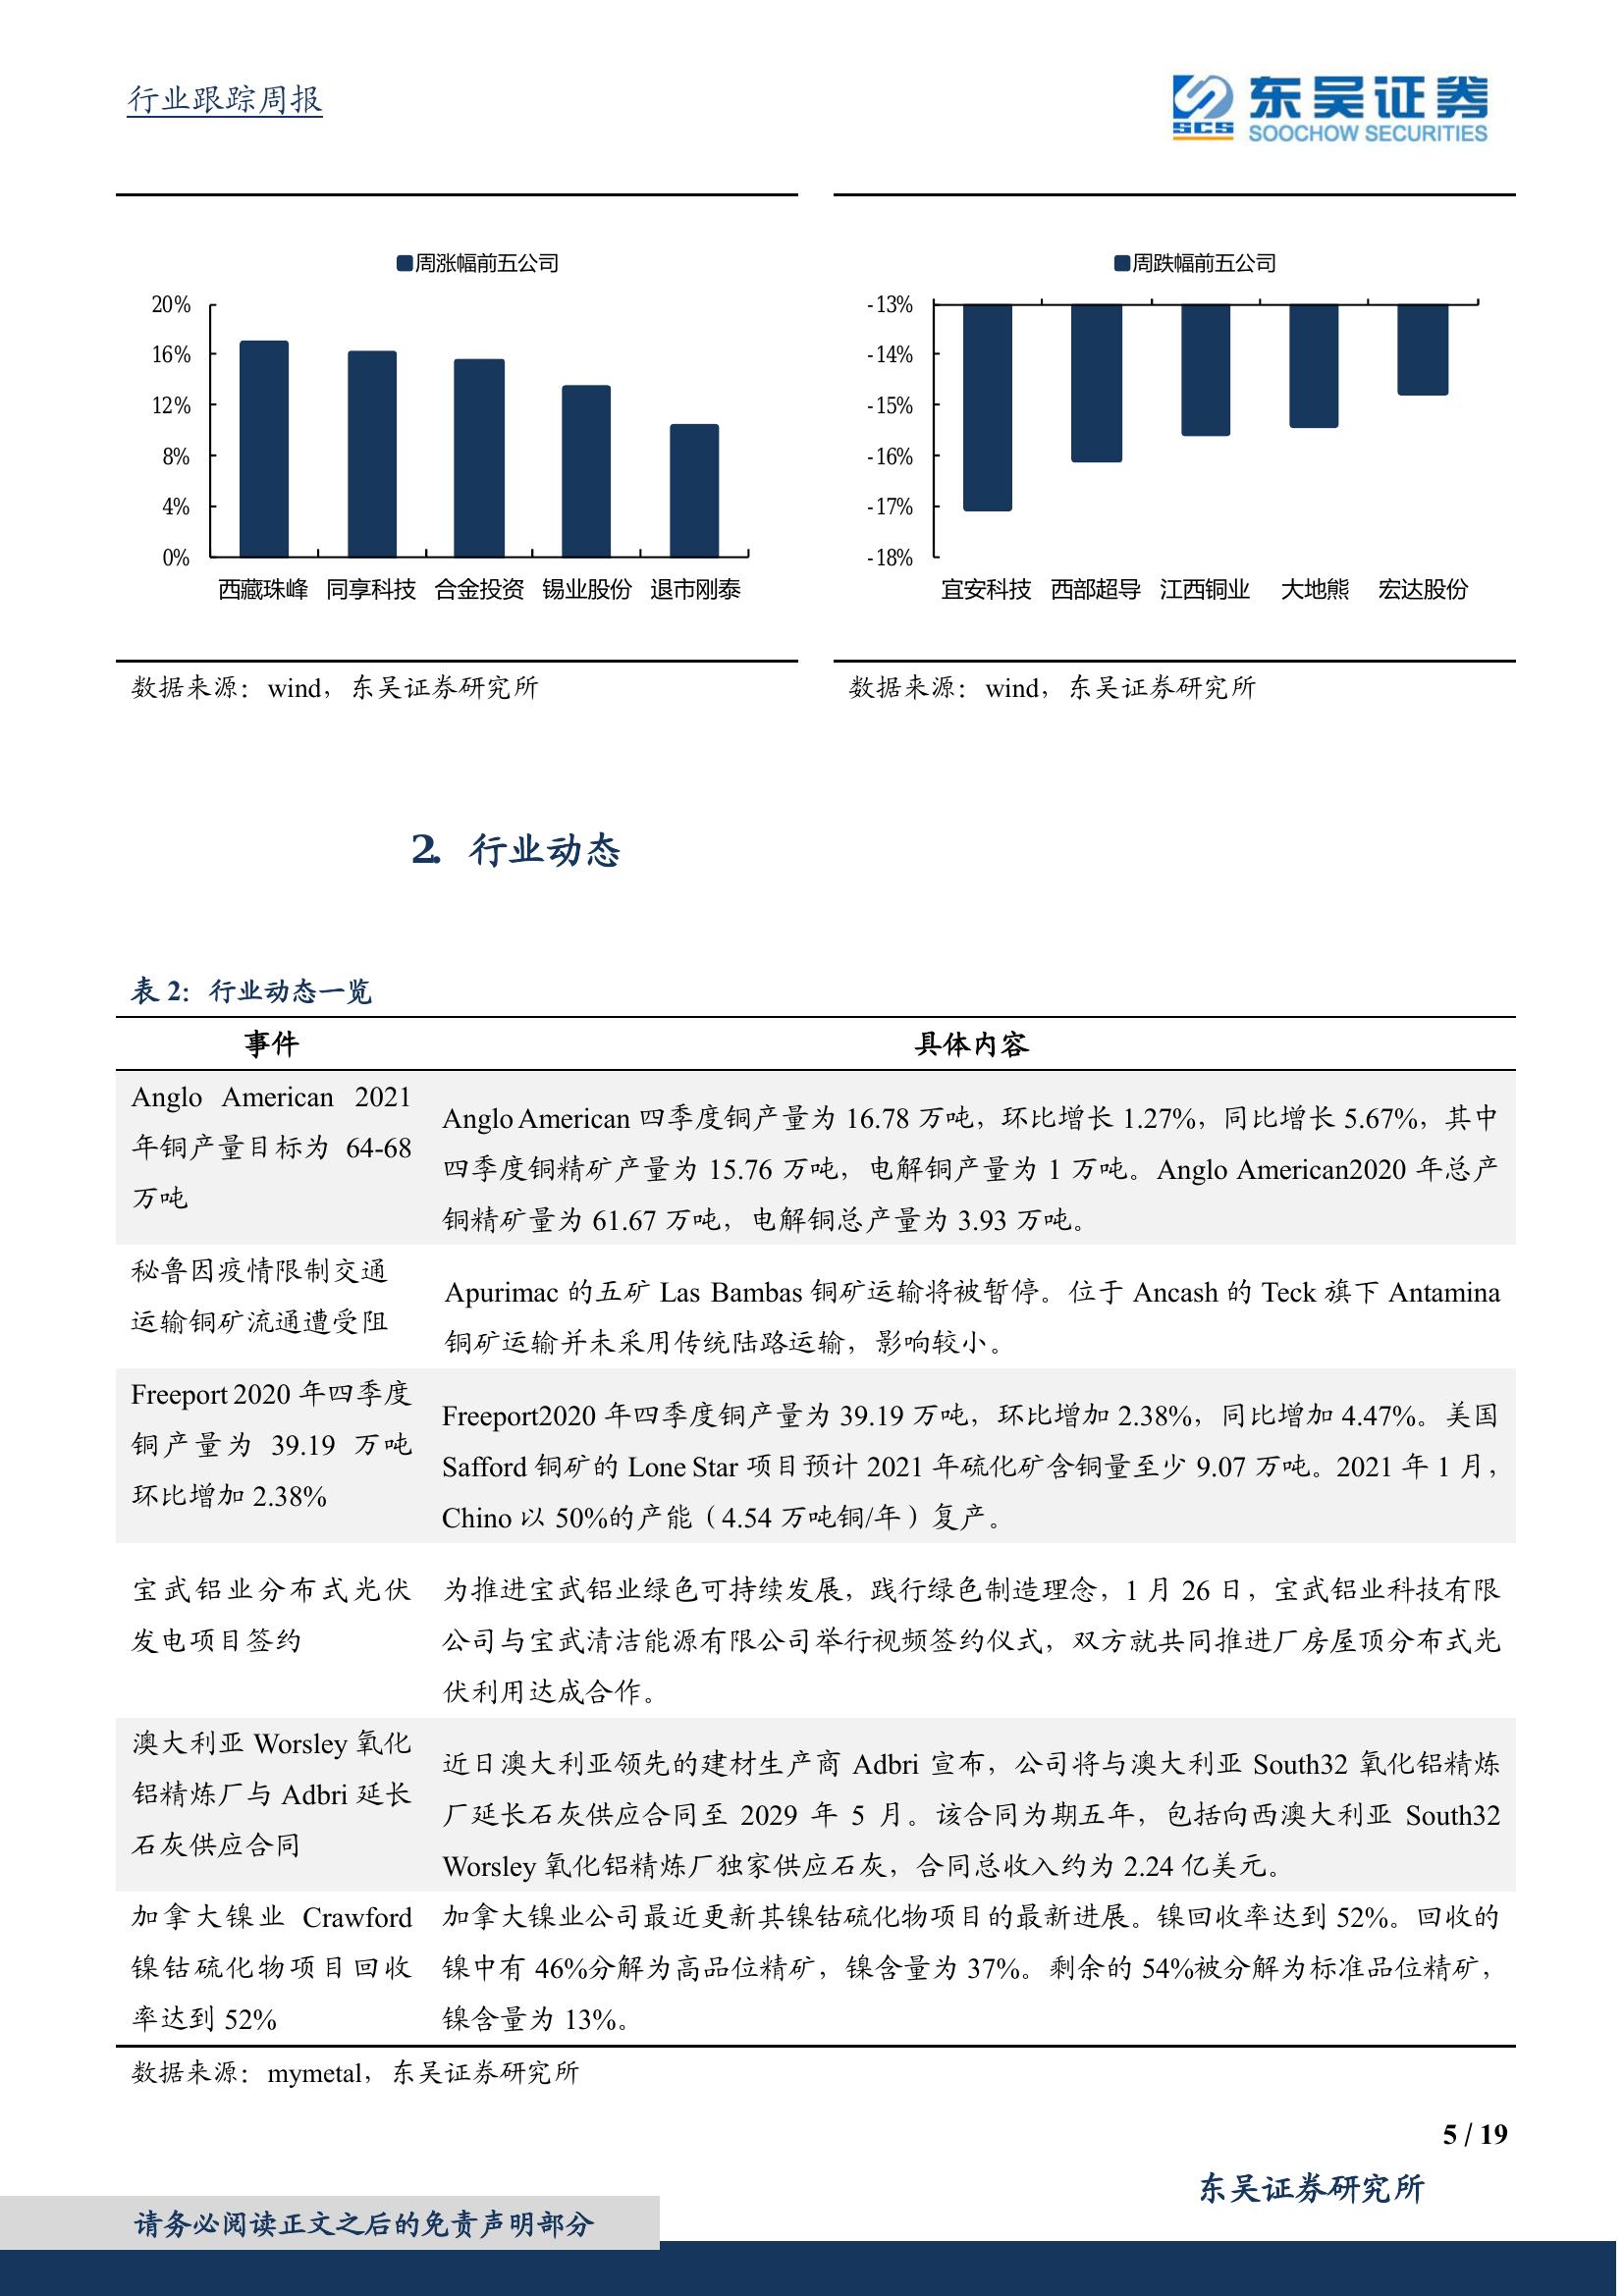 行业跟踪周报
SCS
东吴证券
SOOCHOW SECURITIES
周涨幅前五公司
20%
16%
12%
8%
4%
0%
西藏珠峰 同享科技 合金投资 锡业股份 退市刚泰
周跌幅前五公司
-13%
-14%
-15%
-16%
-17%
-18%
宜安科技 西部超导 江西铜业 大地熊 宏达股份
数据来源：wind，东吴证券研究所
数据来源：wind，东吴证券研究所
2. 行业动态
表 2：行业动态一览
事件 具体内容
Anglo American 2021
年铜产量目标为 64-68
万吨
Anglo American 四季度铜产量为 16.78 万吨，环比增长 1.27%，同比增长 5.67%，其中
四季度铜精矿产量为 15.76 万吨，电解铜产量为 1 万吨。Anglo American2020 年总产
铜精矿量为 61.67 万吨，电解铜总产量为 3.93 万吨。
秘鲁因疫情限制交通
运输铜矿流通遭受阻
Apurimac 的五矿 Las Bambas 铜矿运输将被暂停。位于 Ancash 的 Teck 旗下 Antamina
铜矿运输并未采用传统陆路运输，影响较小。
Freeport 2020 年四季度
铜产量为 39.19 万吨
环比增加 2.38%
Freeport2020 年四季度铜产量为 39.19 万吨，环比增加 2.38%，同比增加 4.47%。美国
Safford 铜矿的 Lone Star 项目预计 2021 年硫化矿含铜量至少 9.07 万吨。2021 年 1 月，
Chino 以 50%的产能（4.54 万吨铜/年）复产。
宝武铝业分布式光伏
发电项目签约
为推进宝武铝业绿色可持续发展，践行绿色制造理念，1 月 26 日，宝武铝业科技有限
公司与宝武清洁能源有限公司举行视频签约仪式，双方就共同推进厂房屋顶分布式光
伏利用达成合作。
澳大利亚 Worsley 氧化
铝精炼厂与 Adbri 延长
石灰供应合同
近日澳大利亚领先的建材生产商 Adbri 宣布，公司将与澳大利亚 South32 氧化铝精炼
厂延长石灰供应合同至 2029 年 5 月。该合同为期五年，包括向西澳大利亚 South32
Worsley 氧化铝精炼厂独家供应石灰，合同总收入约为 2.24 亿美元。
加拿大镍业 Crawford
镍钴硫化物项目回收
率达到 52%
加拿大镍业公司最近更新其镍钴硫化物项目的最新进展。镍回收率达到 52%。回收的
镍中有 46%分解为高品位精矿，镍含量为 37%。剩余的 54%被分解为标准品位精矿，
镍含量为 13%。
数据来源：mymetal，东吴证券研究所
5 / 19
东吴证券研究所
请务必阅读正文之后的免责声明部分